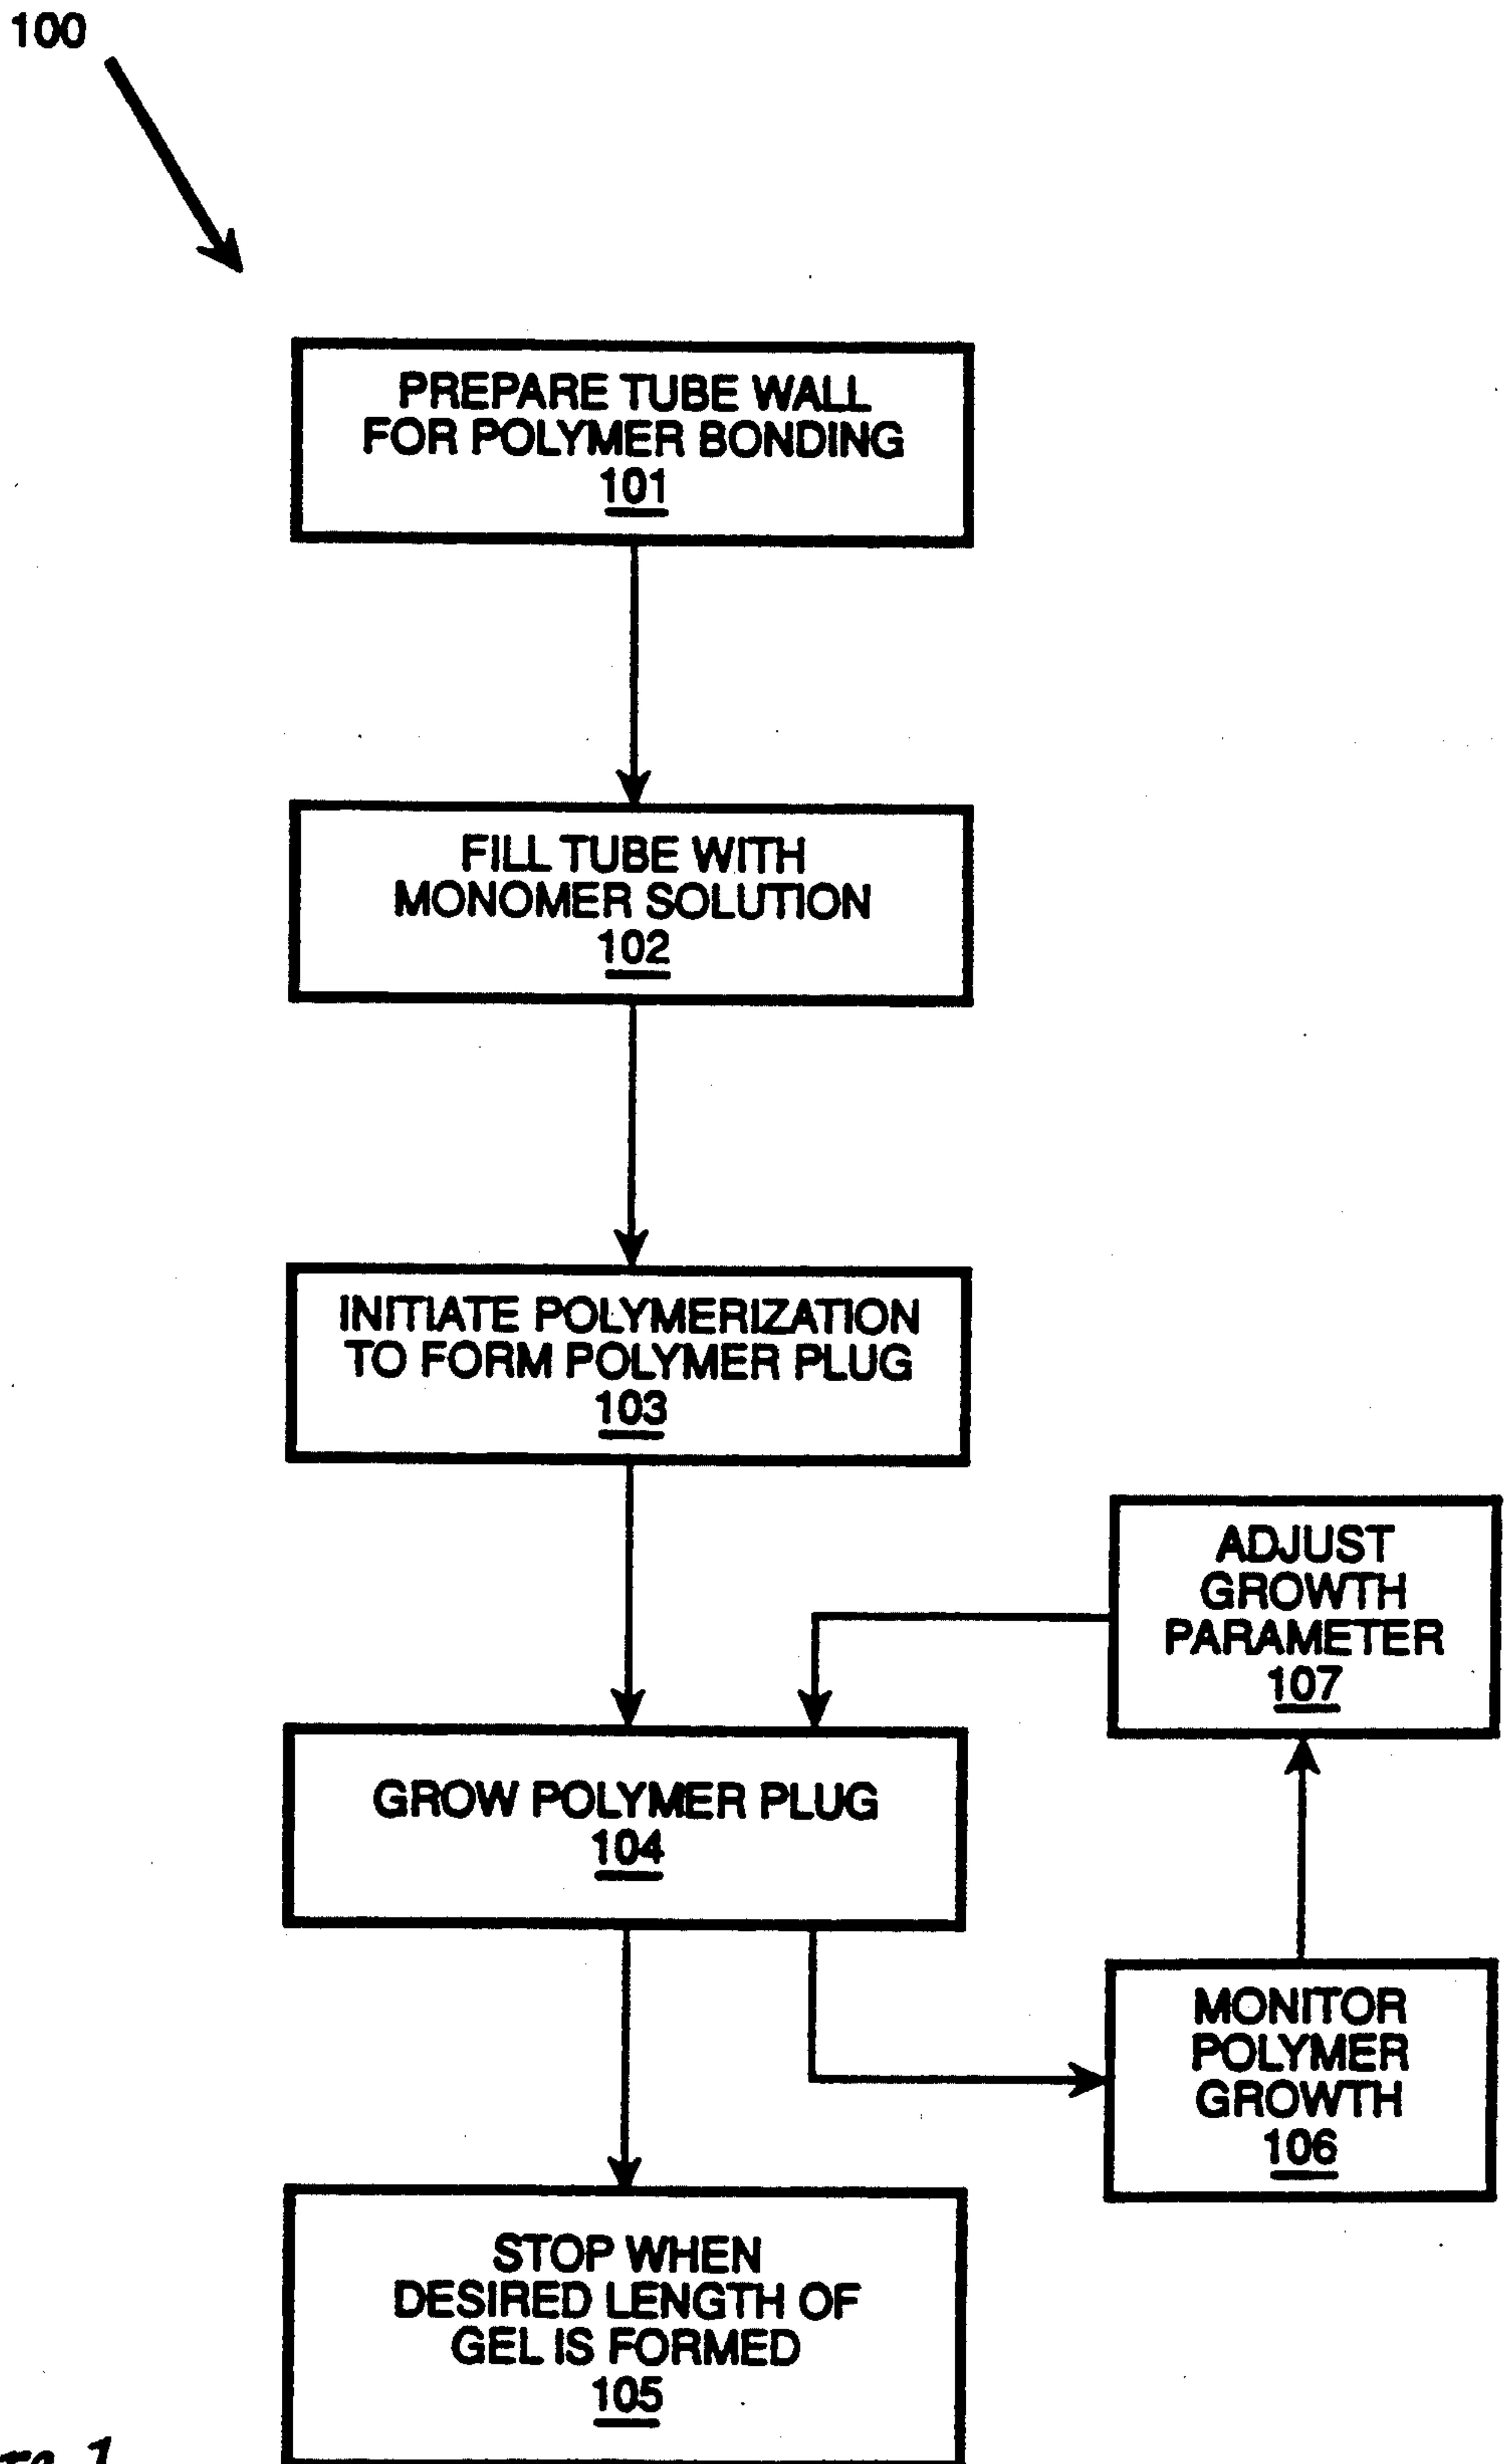 100
PREPARE TUBE WALL
FOR POLYMER BONDING
101
FILL TUBE WITH
MONOMER SOLUTION
102
INITIATE POLYMERIZATION
TO FORM POLYMER PLUG
103
ADJUST
GROWTH
PARAMETER
107
GROW POLYMER PLUG
104
MONITOR
POLYMER
GROWTH
106
STOP WHEN
DESIRED LENGTH OF
GEL IS FORMED
105
1